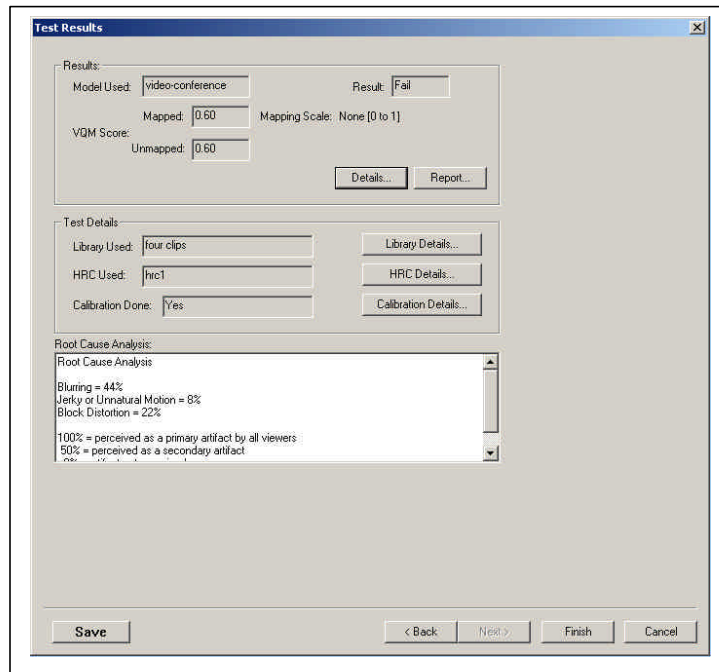 Test Results
Results:
Model Used: video-conference Result: Fail
Mapped: 0.60 Mapping Scale: None [0 to 1]
VQM Score:
Unmapped: 0.60
Details... Report...
Test Details
Library Used: four clips Library Details...
HRC Used: hrc1 HRC Details...
Calibration Done: Yes Calibration Details...
Root Cause Analysis:
Root Cause Analysis
Blurring = 44%
Jerky or Unnatural Motion = 8%
Block Distortion = 22%
100% = perceived as a primary artifact by all viewers
50% = perceived as a secondary artifact
Save < Back Next > Finish Cancel